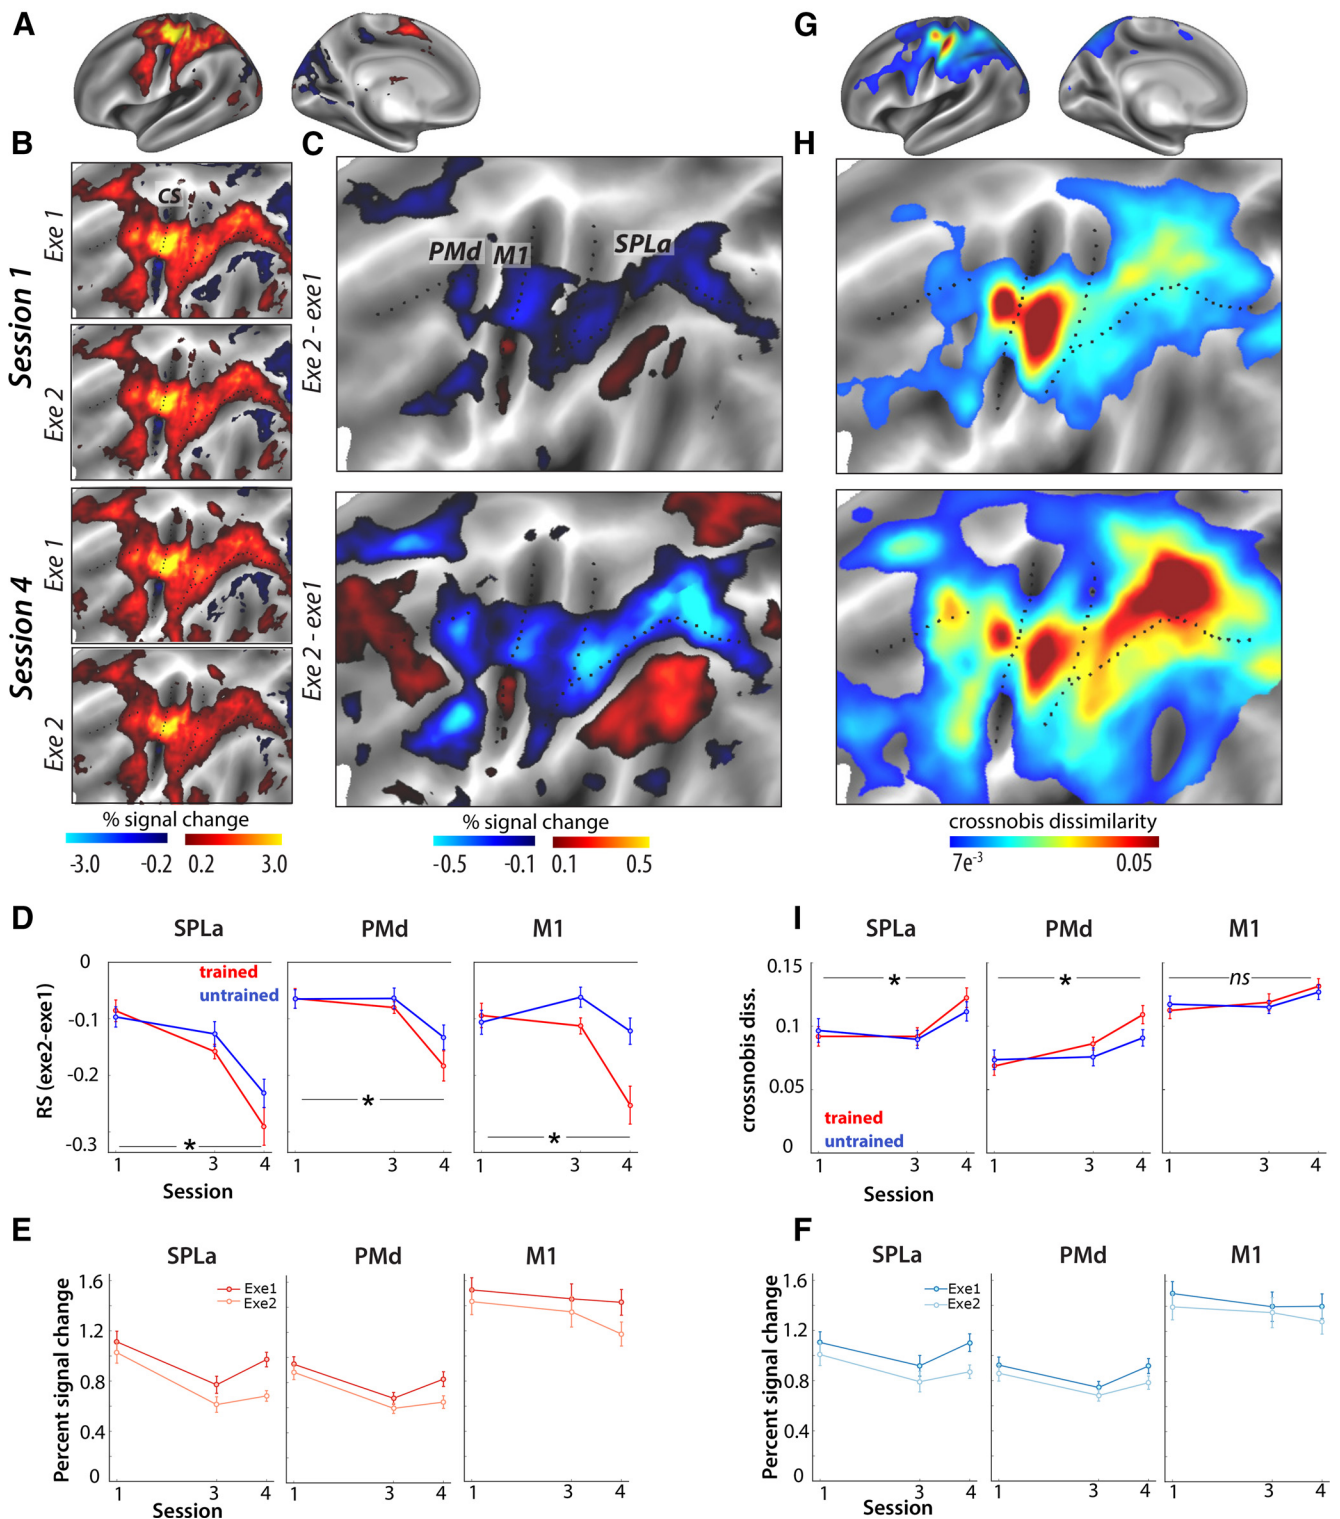 A
G
B
C
H
Session 1
Exe 1
CS
Exe 2
Exe 2 - exe1
PMd M1 SPLa
Session 4
Exe 1
Exe 2
Exe 2 - exe1
% signal change
-3.0 -0.2 0.2 3.0
% signal change
-0.5 -0.1 0.1 0.5
crossnobis dissimilarity
7e-3 0.05
D
SPLa PMd M1
RS (exe2-exe1)
0
-0.1
-0.2
-0.3
trained
untrained
* * *
1 3 4 1 3 4 1 3 4
Session
I
SPLa PMd M1
crossnobis diss.
0.15
0.1
0.05
0
* * ns
trained
untrained
1 3 4 1 3 4 1 3 4
Session
E
SPLa PMd M1
Percent signal change
1.6
1.2
0.8
0.4
0
Exe1
Exe2
1 3 4 1 3 4 1 3 4
Session
F
SPLa PMd M1
Percent signal change
1.6
1.2
0.8
0.4
0
Exe1
Exe2
1 3 4 1 3 4 1 3 4
Session